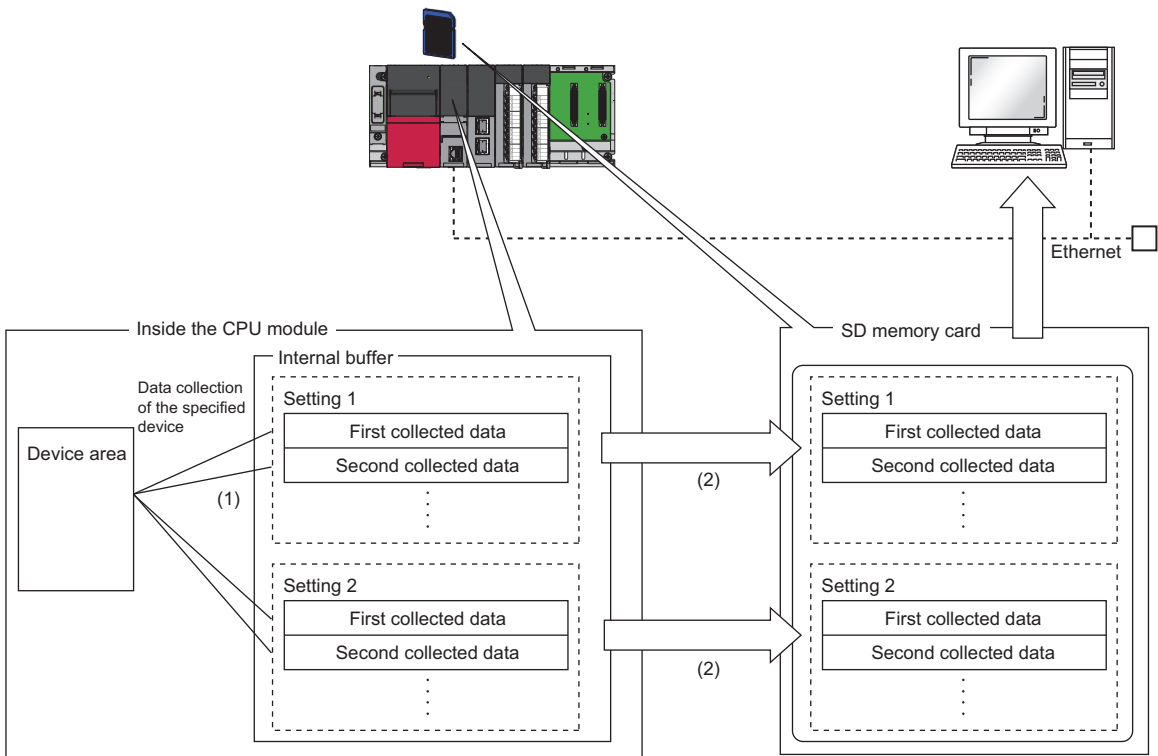 Ethernet
Inside the CPU module
SD memory card
Internal buffer
Data collection
of the specified
device
Device area
(1)
Setting 1
First collected data
Second collected data
(2)
Setting 1
First collected data
Second collected data
Setting 2
First collected data
Second collected data
(2)
Setting 2
First collected data
Second collected data